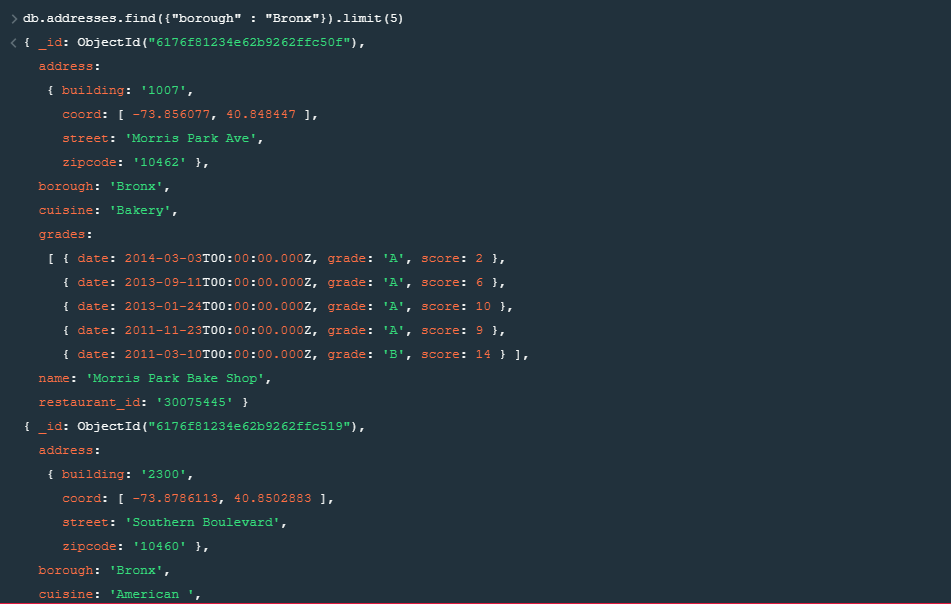 > db.addresses.find({"borough" : "Bronx"}).limit(5)
< { _id: ObjectId("6176f81234e62b9262ffc50f"),
address:
{ building: '1007',
coord: [ -73.856077, 40.848447 ],
street: 'Morris Park Ave',
zipcode: '10462' },
borough: 'Bronx',
cuisine: 'Bakery',
grades:
[ { date: 2014-03-03T00:00:00.000Z, grade: 'A', score: 2 },
{ date: 2013-09-11T00:00:00.000Z, grade: 'A', score: 6 },
{ date: 2013-01-24T00:00:00.000Z, grade: 'A', score: 10 },
{ date: 2011-11-23T00:00:00.000Z, grade: 'A', score: 9 },
{ date: 2011-03-10T00:00:00.000Z, grade: 'B', score: 14 } ],
name: 'Morris Park Bake Shop',
restaurant_id: '30075445' }
{ _id: ObjectId("6176f81234e62b9262ffc519"),
address:
{ building: '2300',
coord: [ -73.8786113, 40.8502883 ],
street: 'Southern Boulevard',
zipcode: '10460' },
borough: 'Bronx',
cuisine: 'American ',